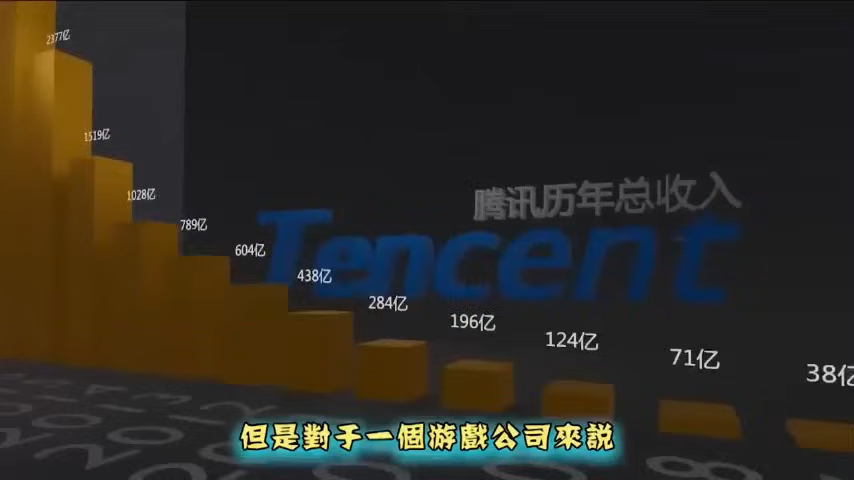 2377亿
1519亿
1028亿
789亿
604亿
438亿
284亿
196亿
124亿
71亿
38亿
腾讯历年总收入
Tencent
但是對于一個游戲公司來説